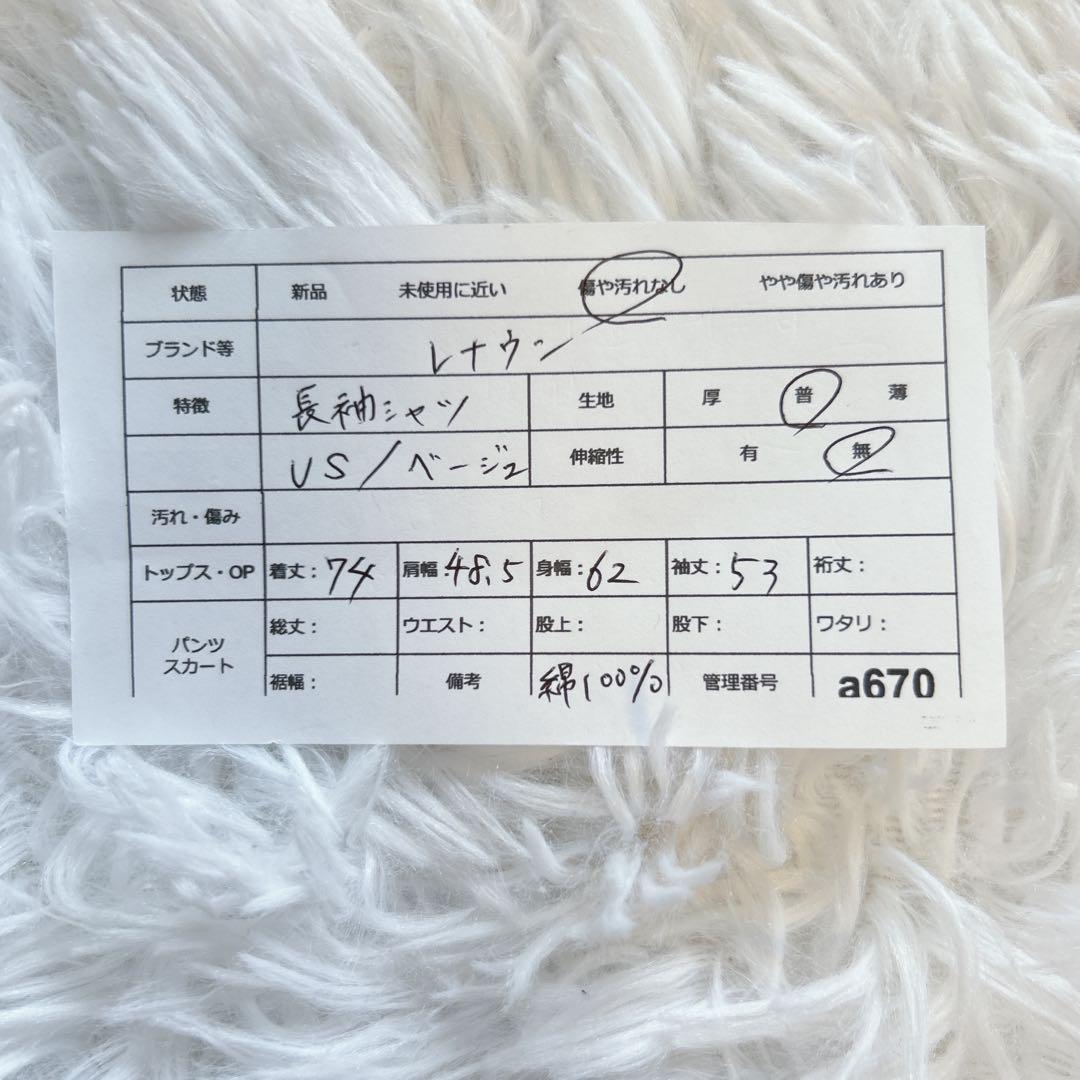 状態 新品 未使用に近い 傷や汚れなし やや傷や汚れあり
ブランド等 レナウン
特徴 長袖シャツ 生地 厚 普 薄
US/ベージュ 伸縮性 有 無
汚れ・傷み
トップス・OP 着丈:74 肩幅:48.5 身幅:62 袖丈:53 裄丈:
パンツ スカート 総丈: ウエスト: 股上: 股下: ワタリ:
裾幅: 備考 綿100% 管理番号 a670